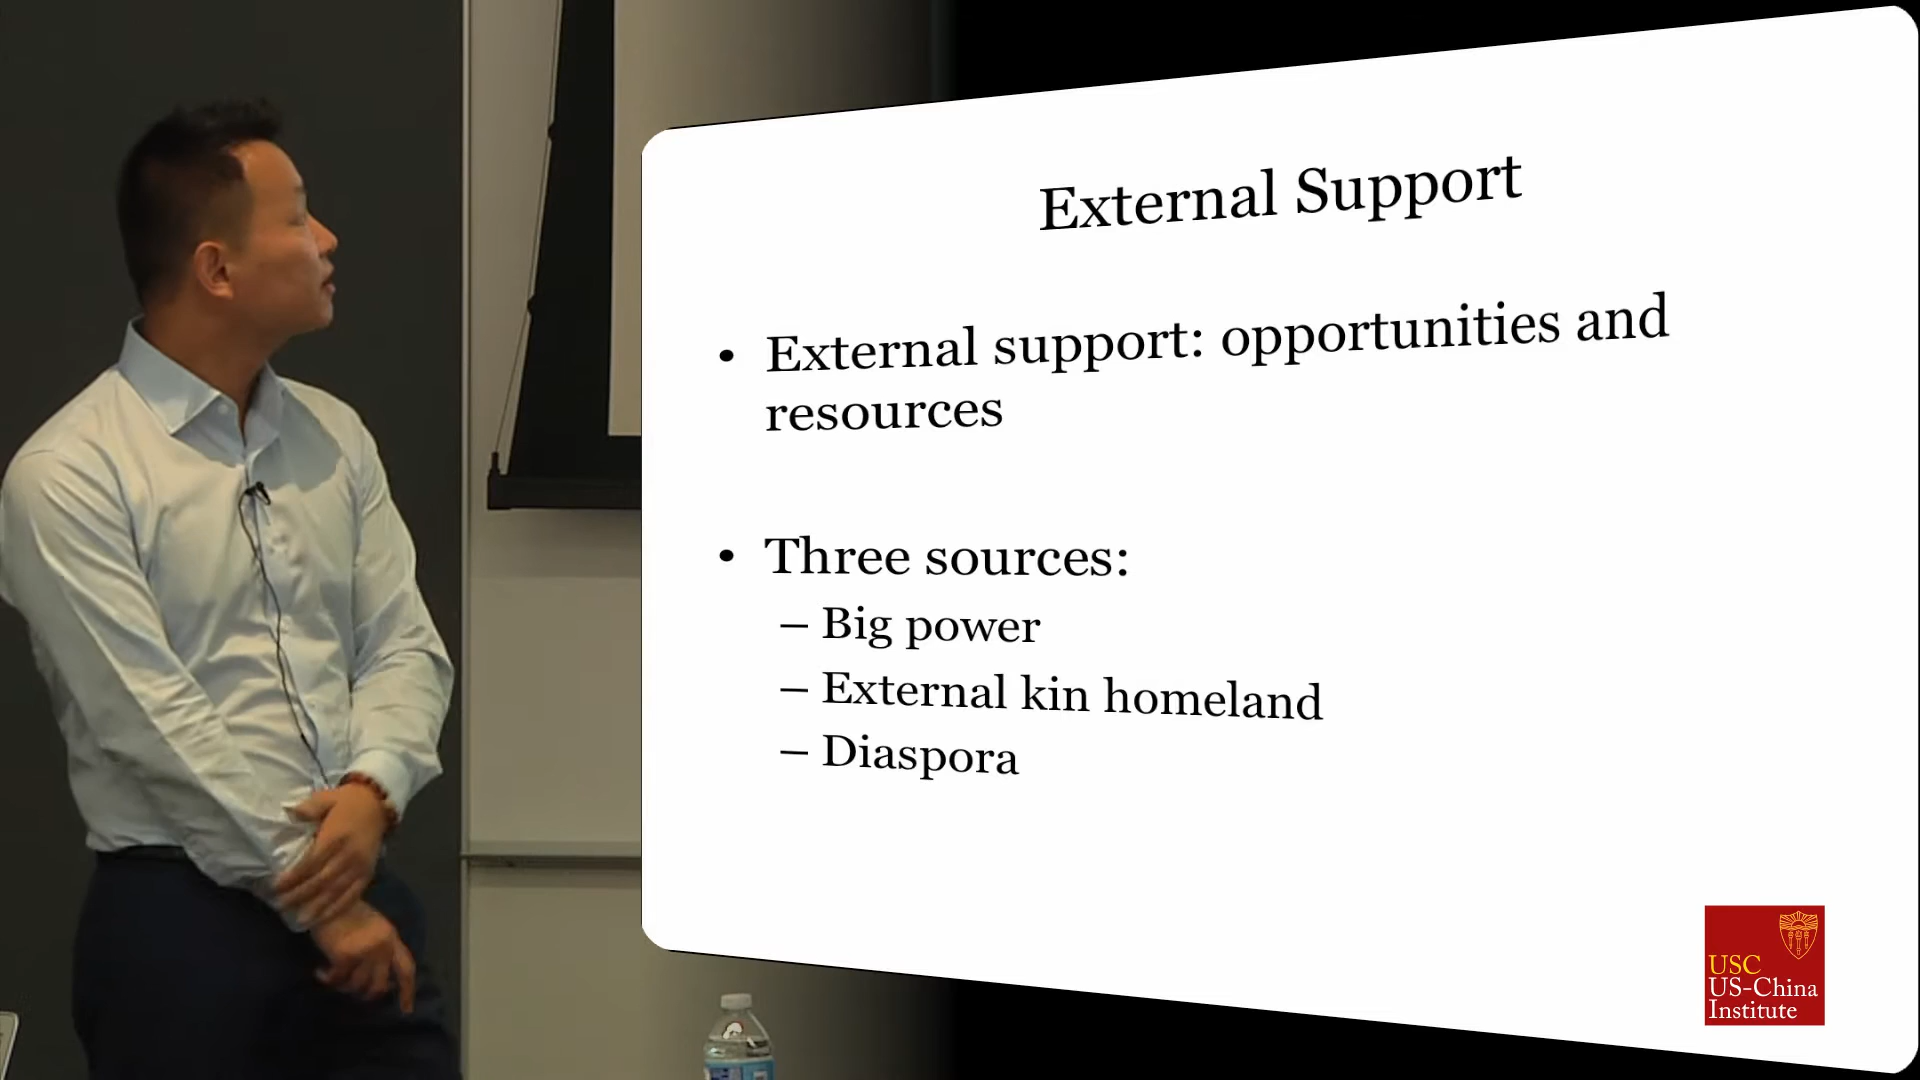 External Support
• External support: opportunities and
resources
• Three sources:
– Big power
– External kin homeland
– Diaspora
USC
US-China
Institute